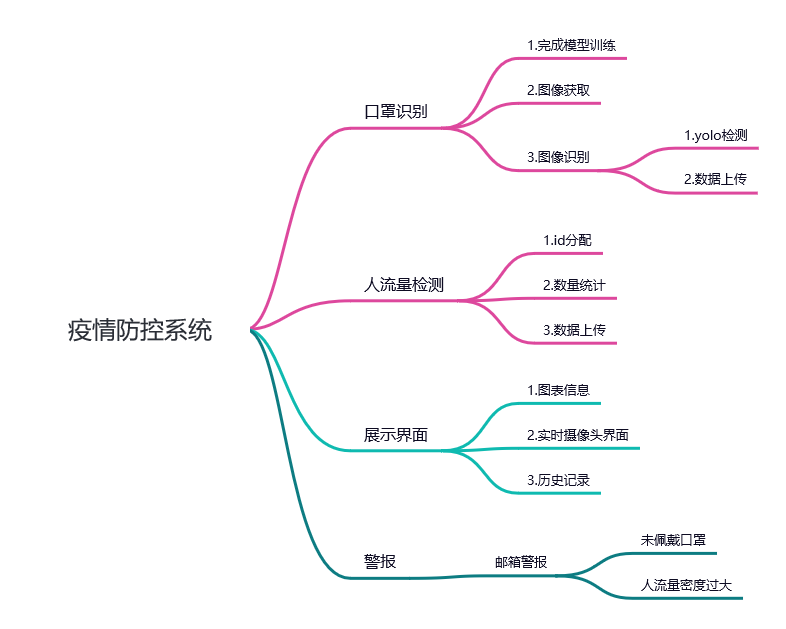 疫情防控系统
口罩识别
1.完成模型训练
2.图像获取
3.图像识别
1.yolo检测
2.数据上传
人流量检测
1.id分配
2.数量统计
3.数据上传
展示界面
1.图表信息
2.实时摄像头界面
3.历史记录
警报
邮箱警报
未佩戴口罩
人流量密度过大